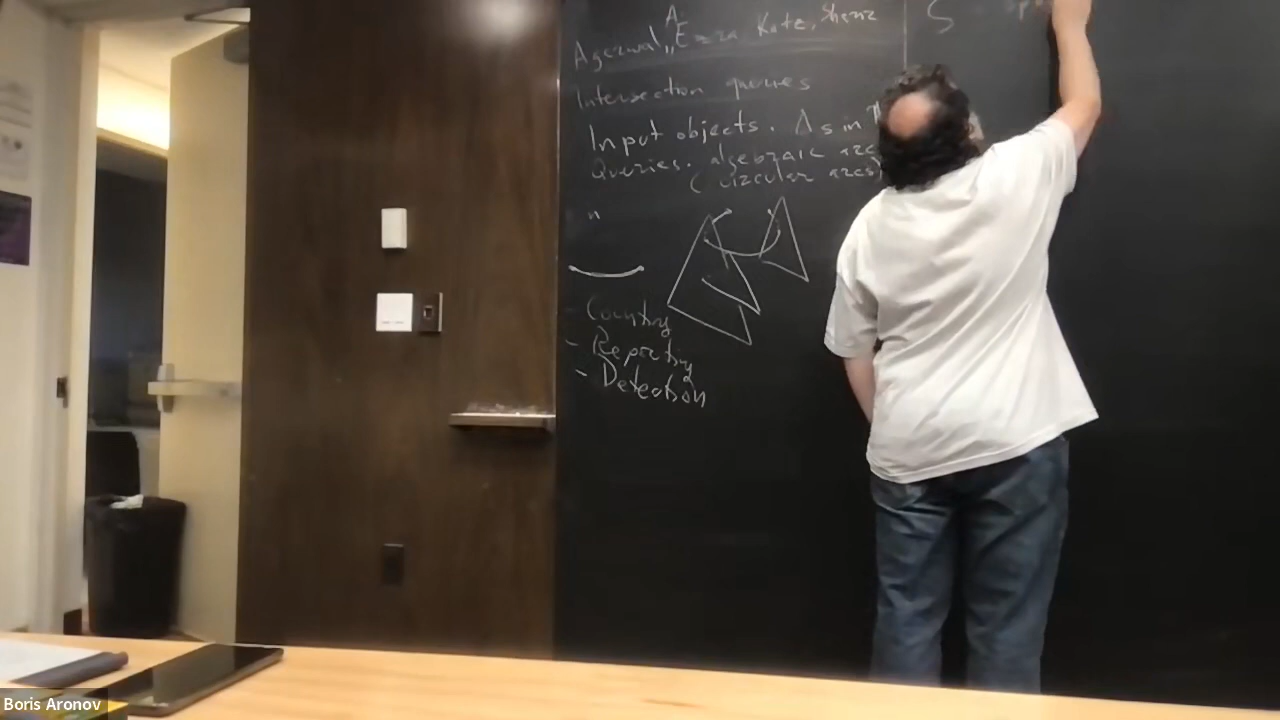 A
Agarwal, Ezra Katz, Sharir
Intersection queries
Input objects. Δs in
Queries. algebraic arc
(circular arcs)
"
- Counting
- Reporting
- Detection
S
Boris Aronov